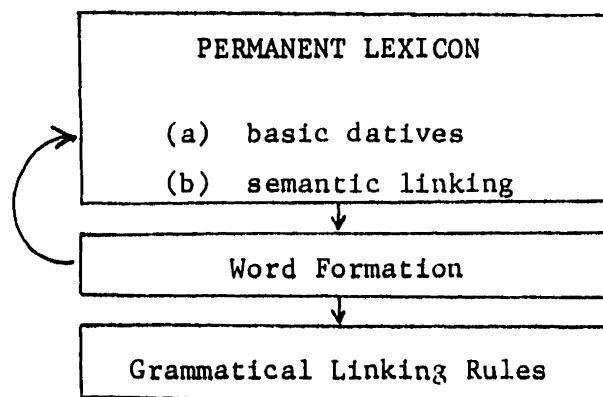 PERMANENT LEXICON
(a) basic datives
(b) semantic linking
Word Formation
Grammatical Linking Rules